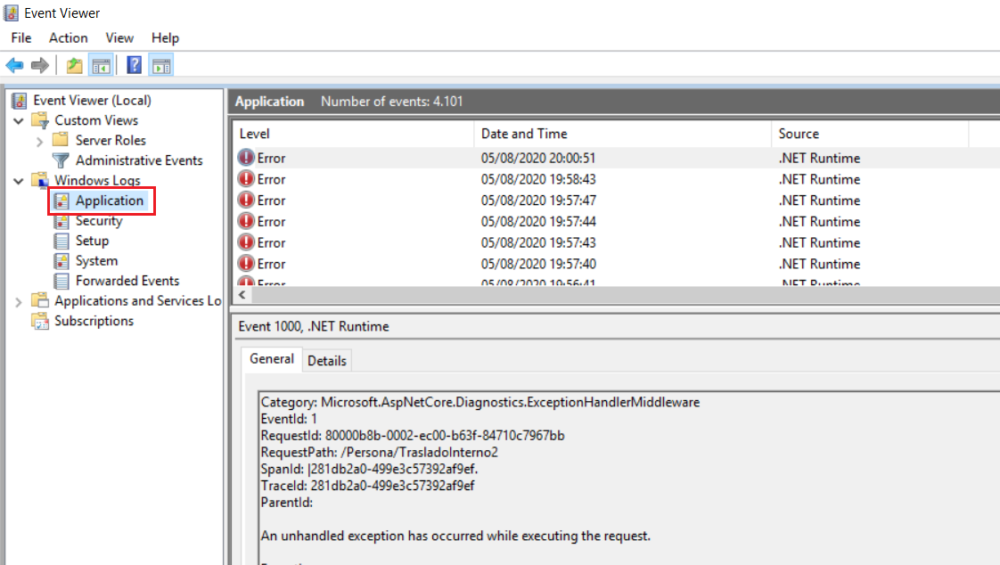 Event Viewer
File Action View Help
Event Viewer (Local)
Custom Views
Server Roles
Administrative Events
Windows Logs
Application
Security
Setup
System
Forwarded Events
Applications and Services Lo
Subscriptions
Application Number of events: 4.101
Level Date and Time Source
Error 05/08/2020 20:00:51 .NET Runtime
Error 05/08/2020 19:58:43 .NET Runtime
Error 05/08/2020 19:57:47 .NET Runtime
Error 05/08/2020 19:57:44 .NET Runtime
Error 05/08/2020 19:57:43 .NET Runtime
Error 05/08/2020 19:57:40 .NET Runtime
Error 05/08/2020 19:56:41 .NET Runtime
Event 1000, .NET Runtime
General Details
Category: Microsoft.AspNetCore.Diagnostics.ExceptionHandlerMiddleware
EventId: 1
RequestId: 80000b8b-0002-ec00-b63f-84710c7967bb
RequestPath: /Persona/TrasladoInterno2
SpanId: |281db2a0-499e3c57392af9ef.
TraceId: 281db2a0-499e3c57392af9ef
ParentId:
An unhandled exception has occurred while executing the request.